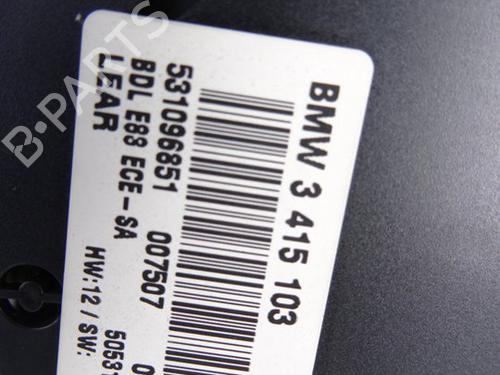 BMW 3 415 103
531096851 007507
BDL E88 ECE-SA
LEAR
HW:12 / SW:
B-PARTS